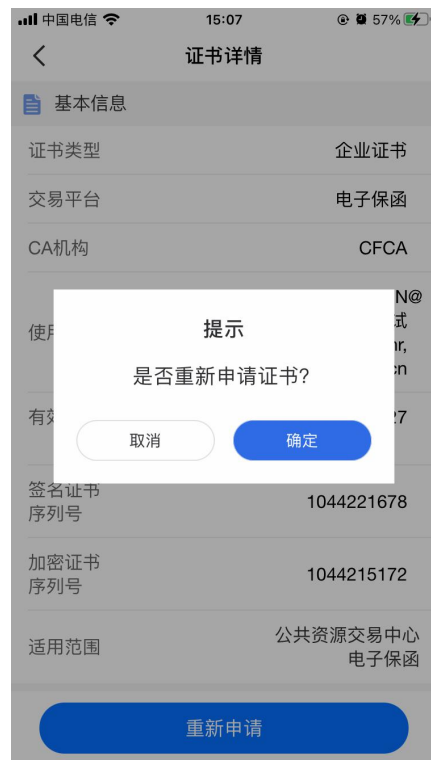 中国电信 15:07 57%
证书详情
基本信息
证书类型 企业证书
交易平台 电子保函
CA机构 CFCA
N@
提示
是否重新申请证书?
取消 确定
签名证书
序列号
1044221678
加密证书
序列号
1044215172
适用范围
公共资源交易中心
电子保函
重新申请